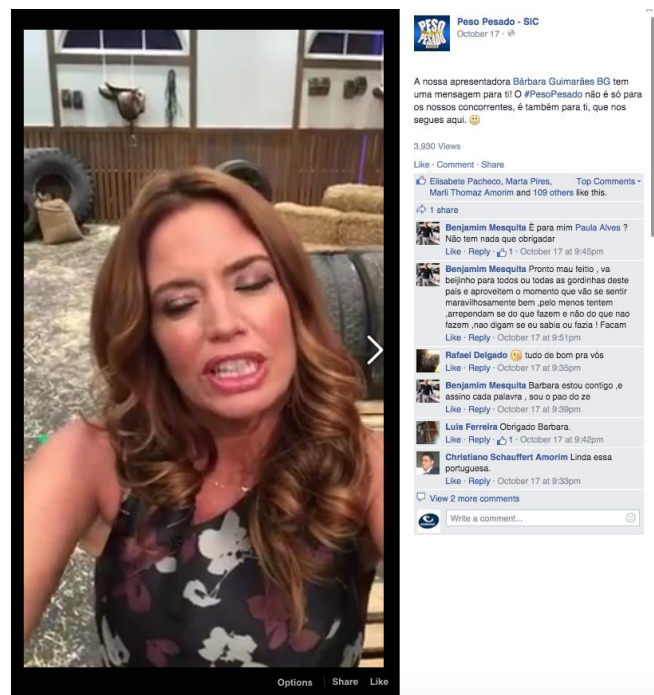 PESO
PESADO
Peso Pesado - SIC
October 17 ·
A nossa apresentadora Bárbara Guimarães BG tem
uma mensagem para ti! O #PesoPesado não é só para
os nossos concorrentes, é também para ti, que nos
segues aqui.
3,930 Views
Like · Comment · Share
Elisabete Pacheco, Marta Pires,
Marli Thomaz Amorim and 109 others like this.
Top Comments
1 share
Benjamim Mesquita È para mim Paula Alves ?
Não tem nada que obrigadar
Like · Reply · 1 · October 17 at 9:45pm
Benjamim Mesquita Pronto mau feitio , va
beijinho para todos ou todas as gordinhas deste
pais e aproveitem o momento que vão se sentir
maravilhosamente bem ,pelo menos tentem
,arrependam se do que fazem e não do que nao
fazem ,nao digam se eu sabia ou fazia ! Facam
Like · Reply · October 17 at 9:51pm
Rafael Delgado tudo de bom pra vós
Like · Reply · October 17 at 9:35pm
Benjamim Mesquita Barbara estou contigo ,e
assino cada palavra , sou o pao do ze
Like · Reply · October 17 at 9:39pm
Luis Ferreira Obrigado Barbara.
Like · Reply · 1 · October 17 at 9:42pm
Christiano Schauffert Amorim Linda essa
portuguesa.
Like · Reply · October 17 at 9:33pm
View 2 more comments
Write a comment...
Options Share Like